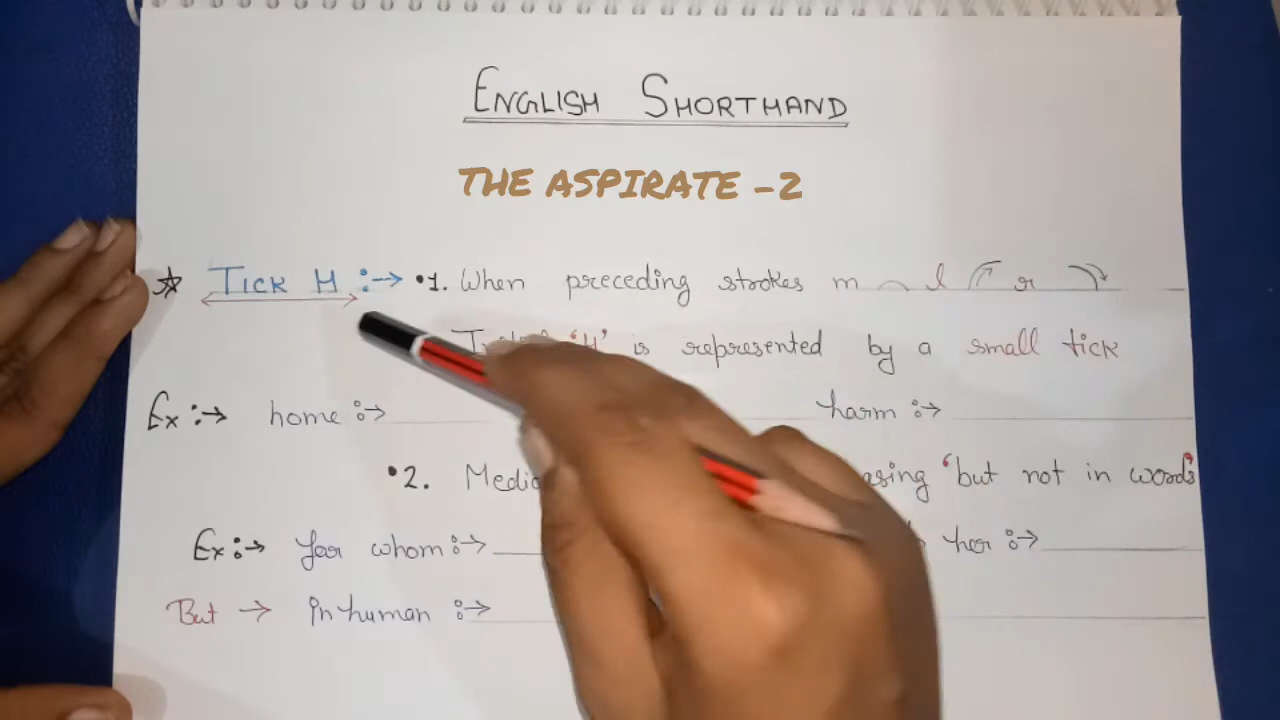 ENGLISH SHORTHAND
THE ASPIRATE -2
TICK H :→ •1. When preceding strokes m l r
'H' is represented by a small tick
Ex :→ home :→ harm :→
•2. 'but not in words'
Ex :→ for whom :→ her :→
But → inhuman :→